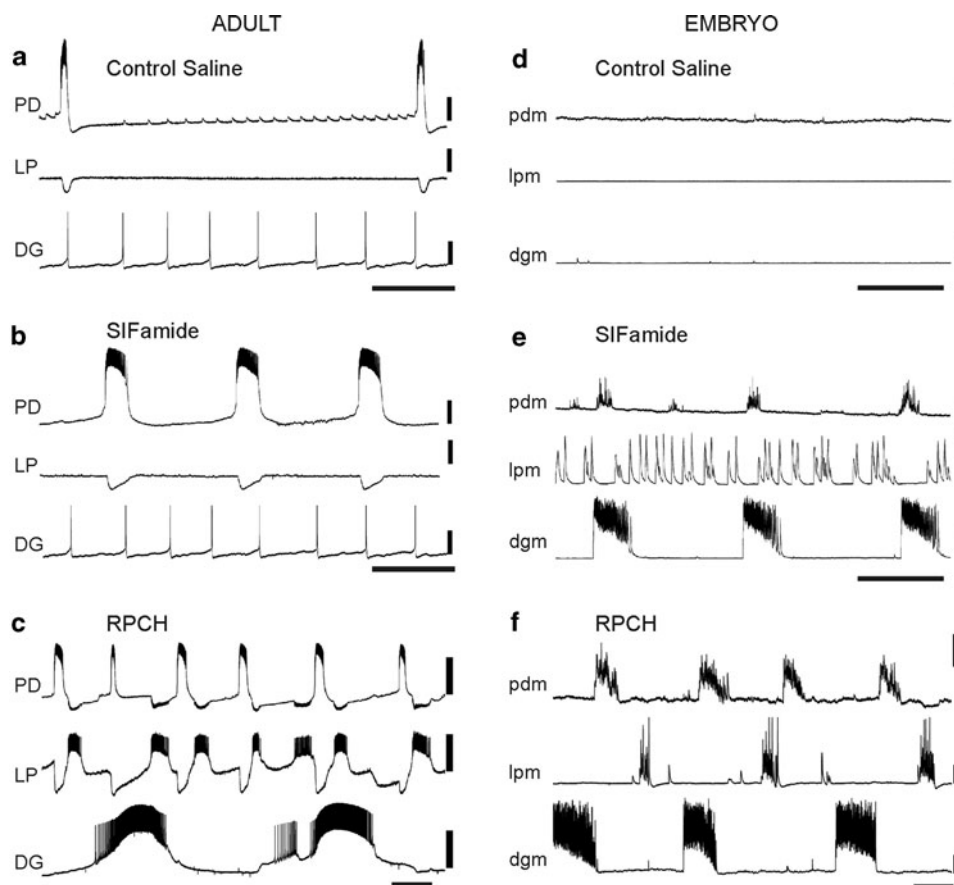 ADULT
a
Control Saline
PD
LP
DG
b
SIFamide
PD
LP
DG
c
RPCH
PD
LP
DG
EMBRYO
d
Control Saline
pdm
lpm
dgm
e
SIFamide
pdm
lpm
dgm
f
RPCH
pdm
lpm
dgm